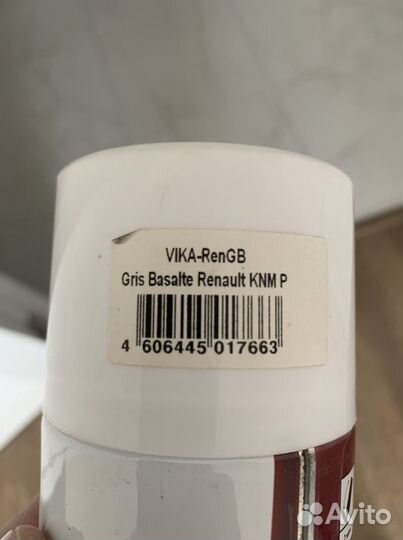 VIKA-RenGB
Gris Basalte Renault KNM P
4 606445 017663
Avito